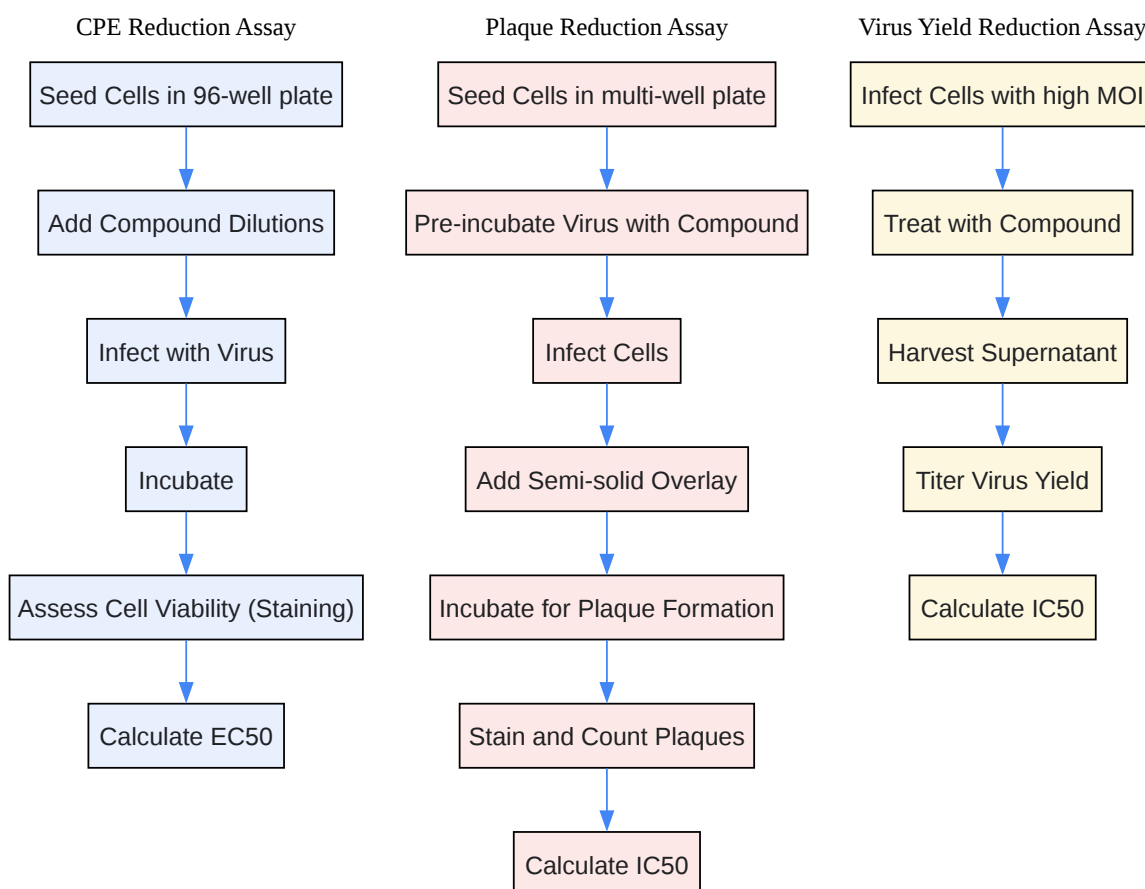 CPE Reduction Assay
Seed Cells in 96-well plate
Add Compound Dilutions
Infect with Virus
Incubate
Assess Cell Viability (Staining)
Calculate EC50
Plaque Reduction Assay
Seed Cells in multi-well plate
Pre-incubate Virus with Compound
Infect Cells
Add Semi-solid Overlay
Incubate for Plaque Formation
Stain and Count Plaques
Calculate IC50
Virus Yield Reduction Assay
Infect Cells with high MOI
Treat with Compound
Harvest Supernatant
Titer Virus Yield
Calculate IC50